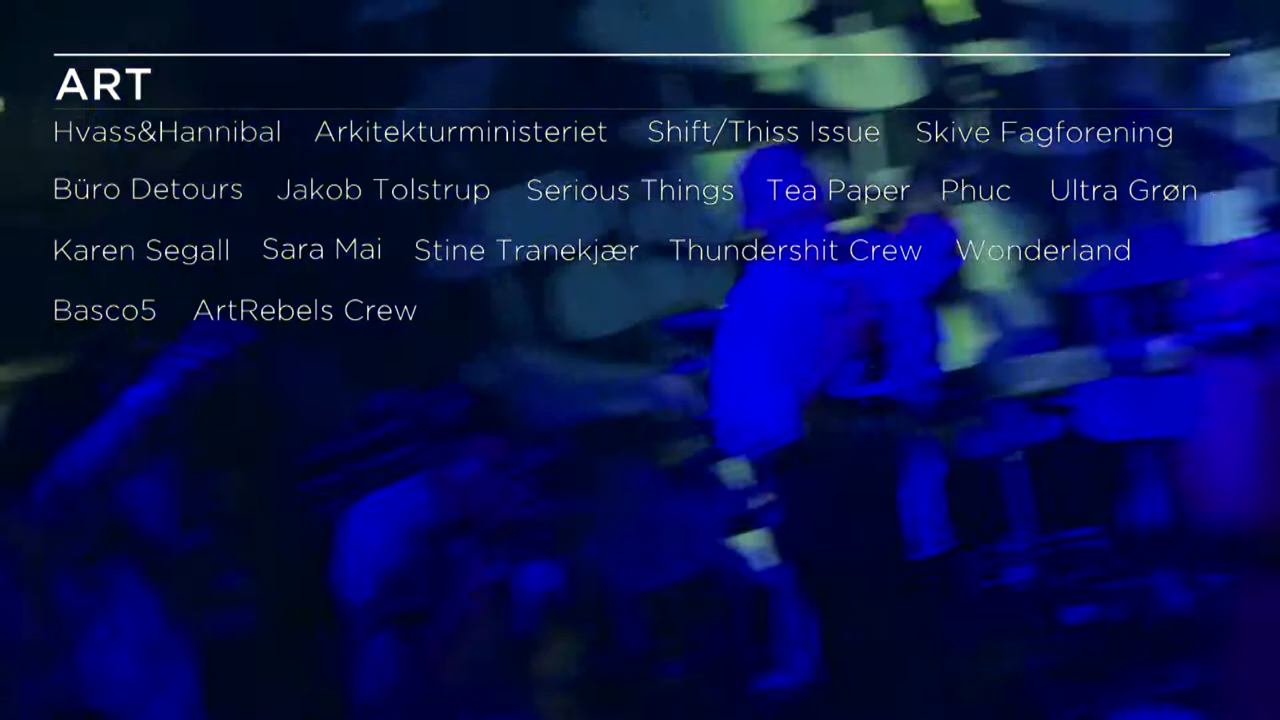 ART
Hvass&Hannibal Arkitekturministeriet Shift/Thiss Issue Skive Fagforening
Büro Detours Jakob Tolstrup Serious Things Tea Paper Phuc Ultra Grøn
Karen Segall Sara Mai Stine Tranekjær Thundershit Crew Wonderland
Basco5 ArtRebels Crew